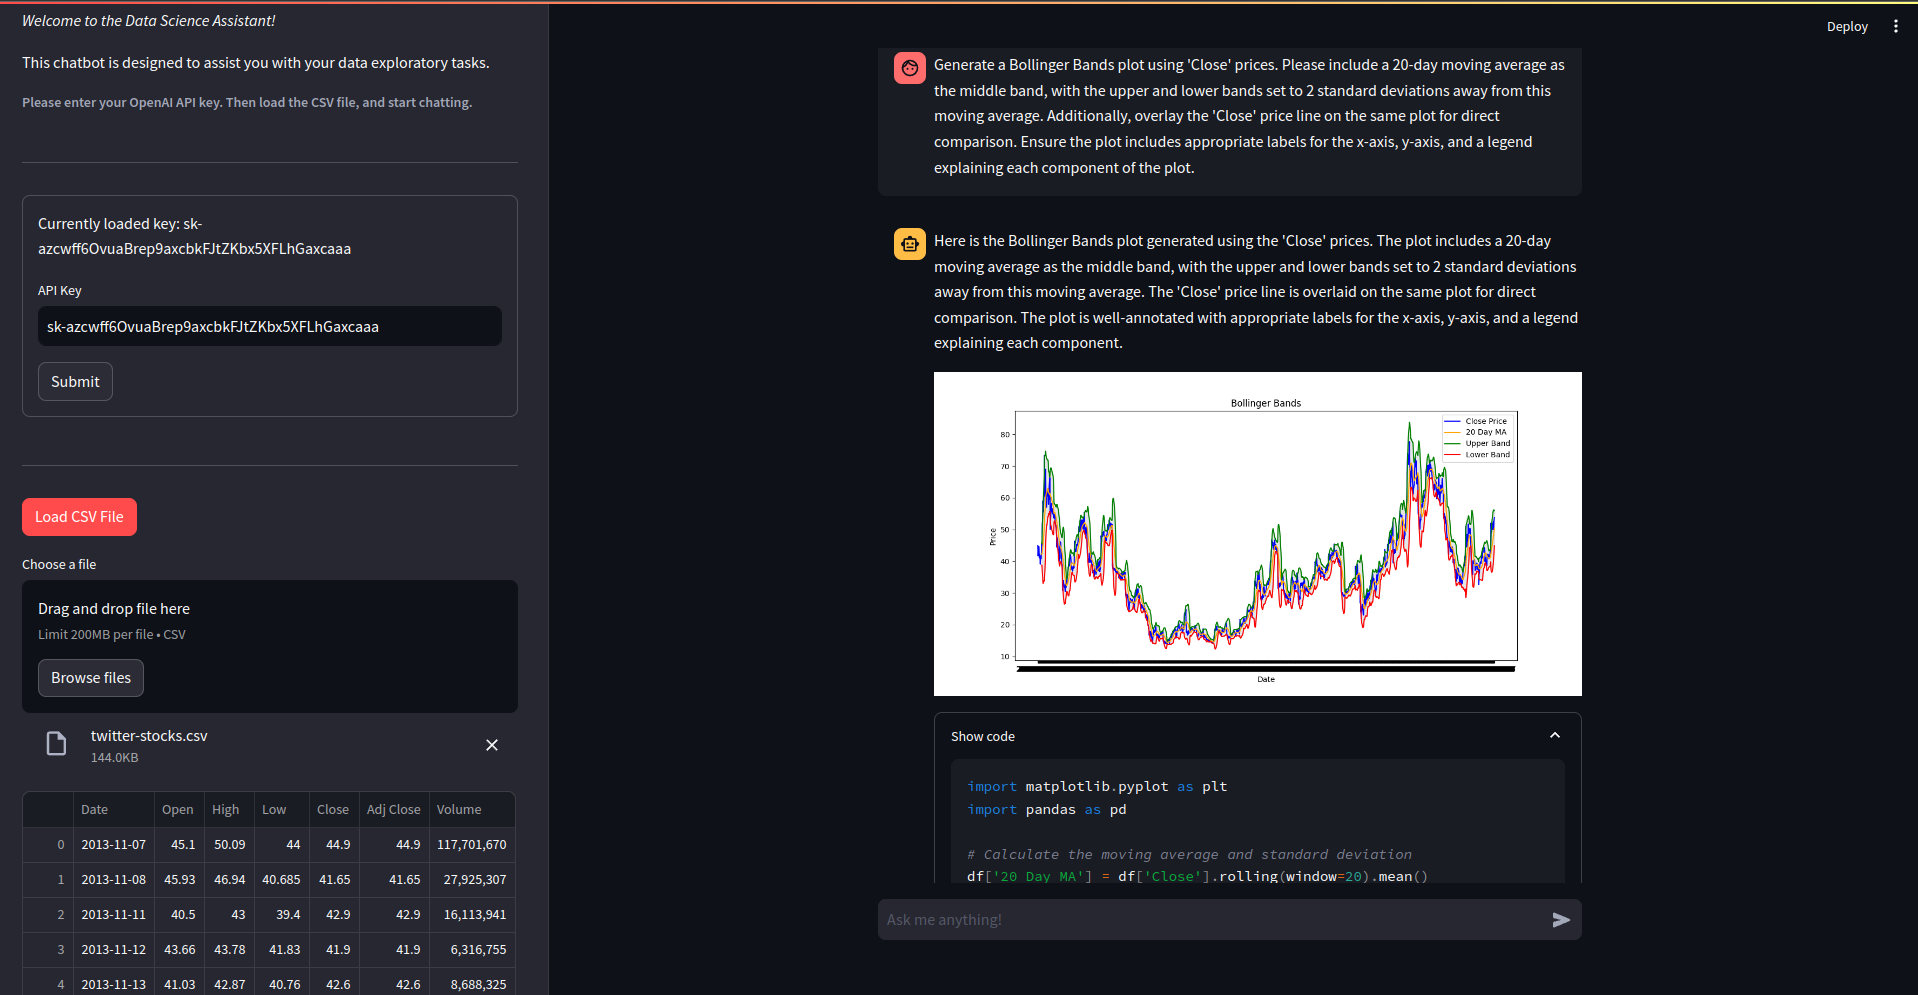 Welcome to the Data Science Assistant!
This chatbot is designed to assist you with your data exploratory tasks.
Please enter your OpenAI API key. Then load the CSV file, and start chatting.
Currently loaded key: sk-
azcwff6OvuaBrep9axcbkFJtZKbx5XFLhGaxcaaa
API Key
sk-azcwff6OvuaBrep9axcbkFJtZKbx5XFLhGaxcaaa
Submit
Load CSV File
Choose a file
Drag and drop file here
Limit 200MB per file • CSV
Browse files
twitter-stocks.csv
144.0KB
Date Open High Low Close Adj Close Volume
0 2013-11-07 45.1 50.09 44 44.9 44.9 117,701,670
1 2013-11-08 45.93 46.94 40.685 41.65 41.65 27,925,307
2 2013-11-11 40.5 43 39.4 42.9 42.9 16,113,941
3 2013-11-12 43.66 43.78 41.83 41.9 41.9 6,316,755
4 2013-11-13 41.03 42.87 40.76 42.6 42.6 8,688,325
Deploy
Generate a Bollinger Bands plot using 'Close' prices. Please include a 20-day moving average as
the middle band, with the upper and lower bands set to 2 standard deviations away from this
moving average. Additionally, overlay the 'Close' price line on the same plot for direct
comparison. Ensure the plot includes appropriate labels for the x-axis, y-axis, and a legend
explaining each component of the plot.
Here is the Bollinger Bands plot generated using the 'Close' prices. The plot includes a 20-day
moving average as the middle band, with the upper and lower bands set to 2 standard deviations
away from this moving average. The 'Close' price line is overlaid on the same plot for direct
comparison. The plot is well-annotated with appropriate labels for the x-axis, y-axis, and a legend
explaining each component.
Bollinger Bands
Close Price
20 Day MA
Upper Band
Lower Band
80
70
60
50
40
30
20
10
Price
Date
Show code
import matplotlib.pyplot as plt
import pandas as pd
# Calculate the moving average and standard deviation
df['20 Day MA'] = df['Close'].rolling(window=20).mean()
Ask me anything!